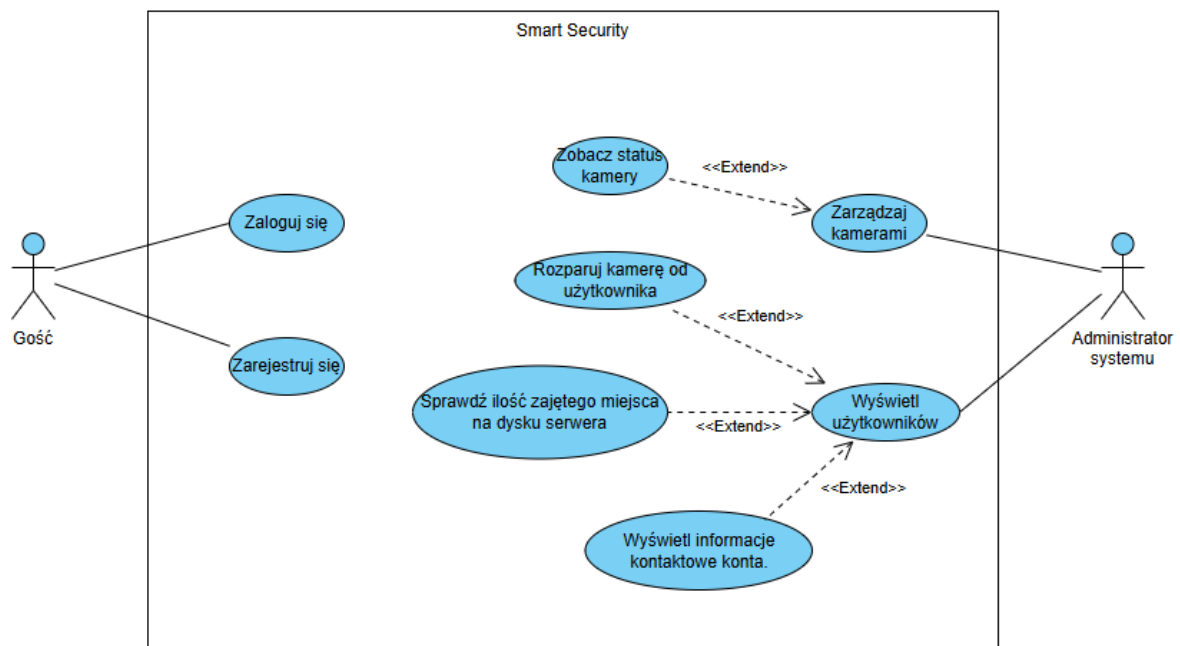 Smart Security
Zobacz status
kamery
<<Extend>>
Zaloguj się
Zarządzaj
kamerami
Rozparuj kamerę od
użytkownika
<<Extend>>
Gość
Administrator
systemu
Zarejestruj się
Sprawdź ilość zajętego miejsca
na dysku serwera
<<Extend>>
Wyświetl
użytkowników
<<Extend>>
Wyświetl informacje
kontaktowe konta.